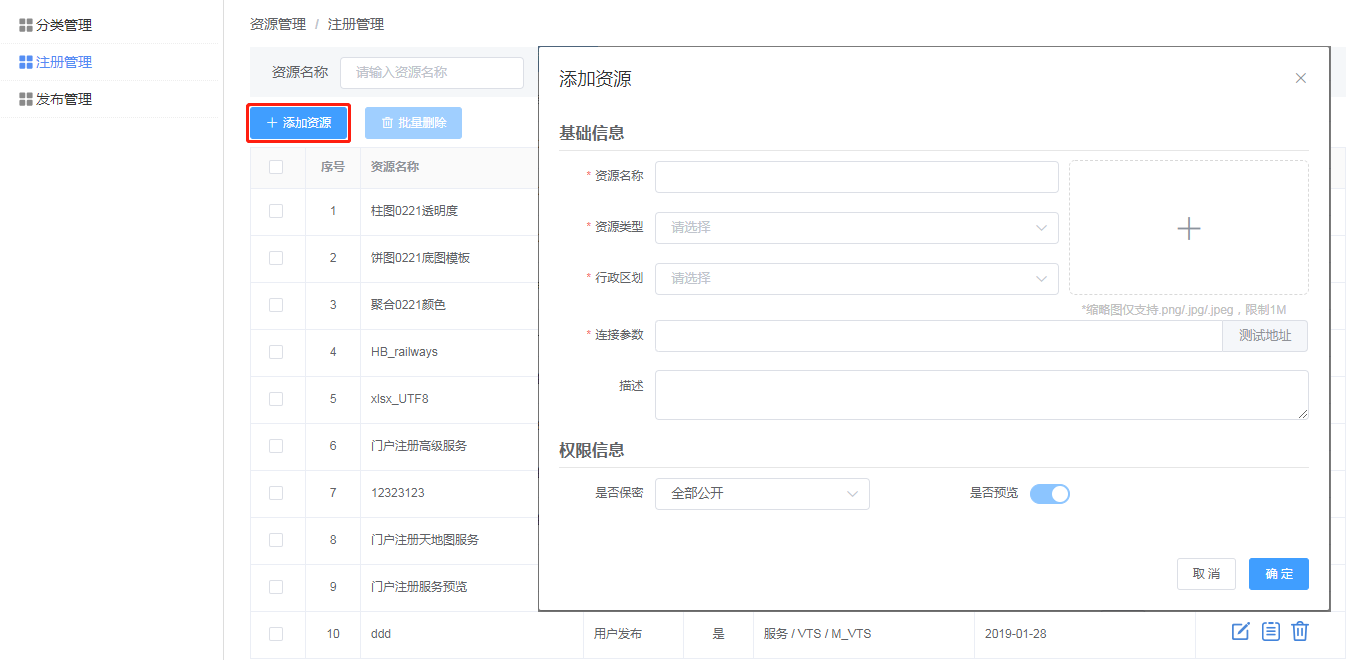 分类管理
注册管理
发布管理
资源管理 / 注册管理
资源名称 请输入资源名称
添加资源 批量删除
序号 资源名称
1 柱图0221透明度
2 饼图0221底图模板
3 聚合0221颜色
4 HB_railways
5 xlsx_UTF8
6 门户注册高级服务
7 12323123
8 门户注册天地图服务
9 门户注册服务预览
10 ddd 用户发布 是 服务 / VTS / M_VTS 2019-01-28
添加资源
基础信息
* 资源名称
* 资源类型 请选择
* 行政区划 请选择
*缩略图仅支持.png/.jpg/.jpeg，限制1M
* 连接参数 测试地址
描述
权限信息
是否保密 全部公开 是否预览
取消 确定